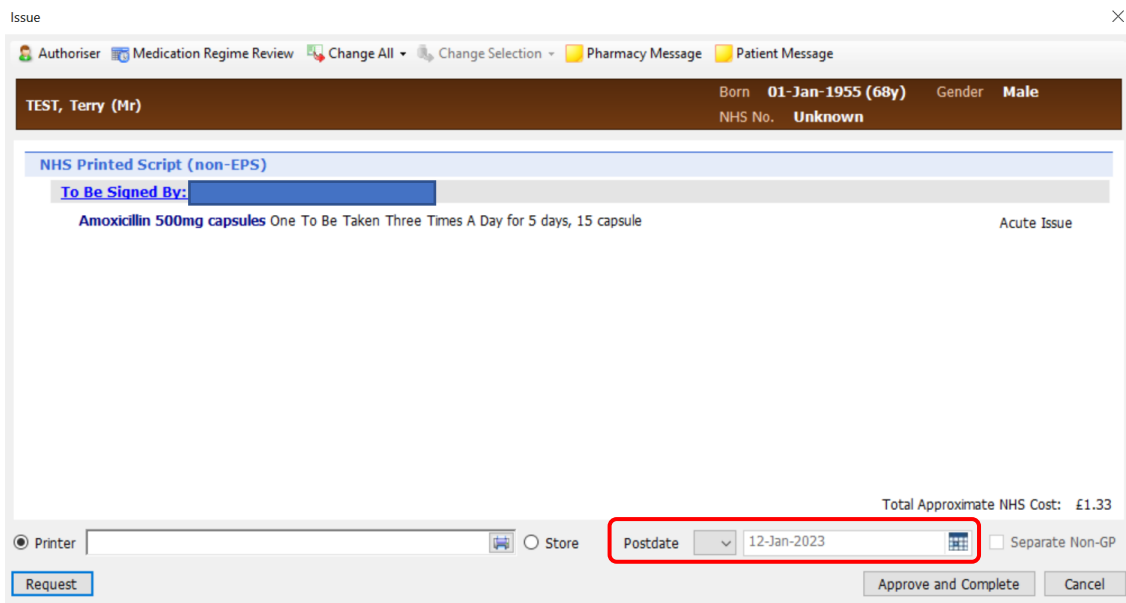 Issue
Authoriser Medication Regime Review Change All Change Selection Pharmacy Message Patient Message
TEST, Terry (Mr) Born 01-Jan-1955 (68y) Gender Male
NHS No. Unknown
NHS Printed Script (non-EPS)
To Be Signed By:
Amoxicillin 500mg capsules One To Be Taken Three Times A Day for 5 days, 15 capsule Acute Issue
Total Approximate NHS Cost: £1.33
Printer Store Postdate 12-Jan-2023 Separate Non-GP
Request Approve and Complete Cancel